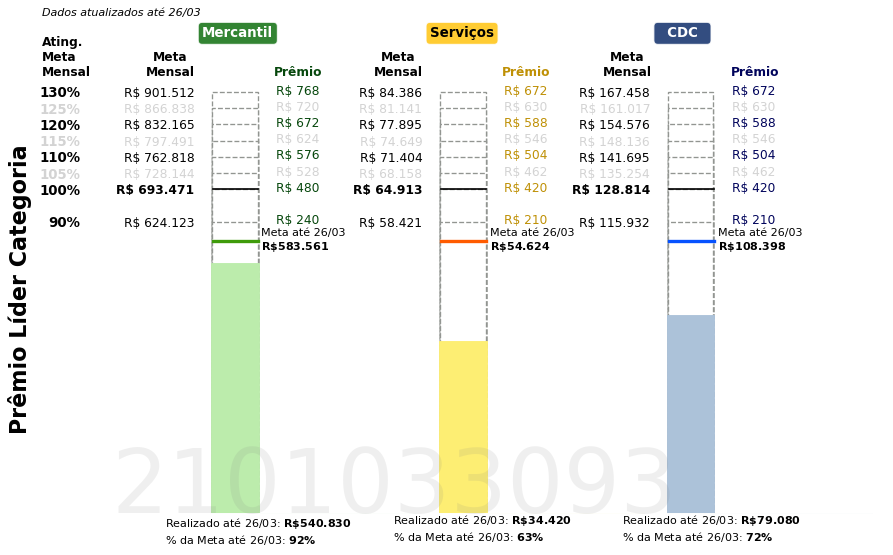 Dados atualizados até 26/03
Mercantil Serviços CDC
Ating.
Meta Meta Meta Meta
Mensal Mensal Prêmio Mensal Prêmio Mensal Prêmio
130% R$ 901.512 R$ 768 R$ 84.386 R$ 672 R$ 167.458 R$ 672
125% R$ 866.838 R$ 720 R$ 81.141 R$ 630 R$ 161.017 R$ 630
120% R$ 832.165 R$ 672 R$ 77.895 R$ 588 R$ 154.576 R$ 588
115% R$ 797.491 R$ 624 R$ 74.649 R$ 546 R$ 148.136 R$ 546
110% R$ 762.818 R$ 576 R$ 71.404 R$ 504 R$ 141.695 R$ 504
105% R$ 728.144 R$ 528 R$ 68.158 R$ 462 R$ 135.254 R$ 462
100% R$ 693.471 R$ 480 R$ 64.913 R$ 420 R$ 128.814 R$ 420
90% R$ 624.123 R$ 240 R$ 58.421 R$ 210 R$ 115.932 R$ 210
Meta até 26/03 Meta até 26/03 Meta até 26/03
R$583.561 R$54.624 R$108.398
Prêmio Líder Categoria
2101033093
Realizado até 26/03: R$540.830 Realizado até 26/03: R$34.420 Realizado até 26/03: R$79.080
% da Meta até 26/03: 92% % da Meta até 26/03: 63% % da Meta até 26/03: 72%